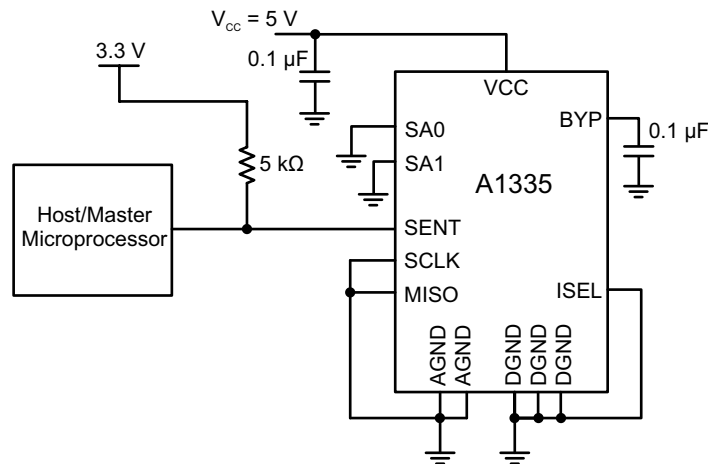 V_CC = 5 V
3.3 V
0.1 µF
VCC
BYP
0.1 µF
SA0
SA1
5 kΩ
A1335
Host/Master
Microprocessor
SENT
SCLK
MISO
ISEL
AGND
AGND
DGND
DGND
DGND